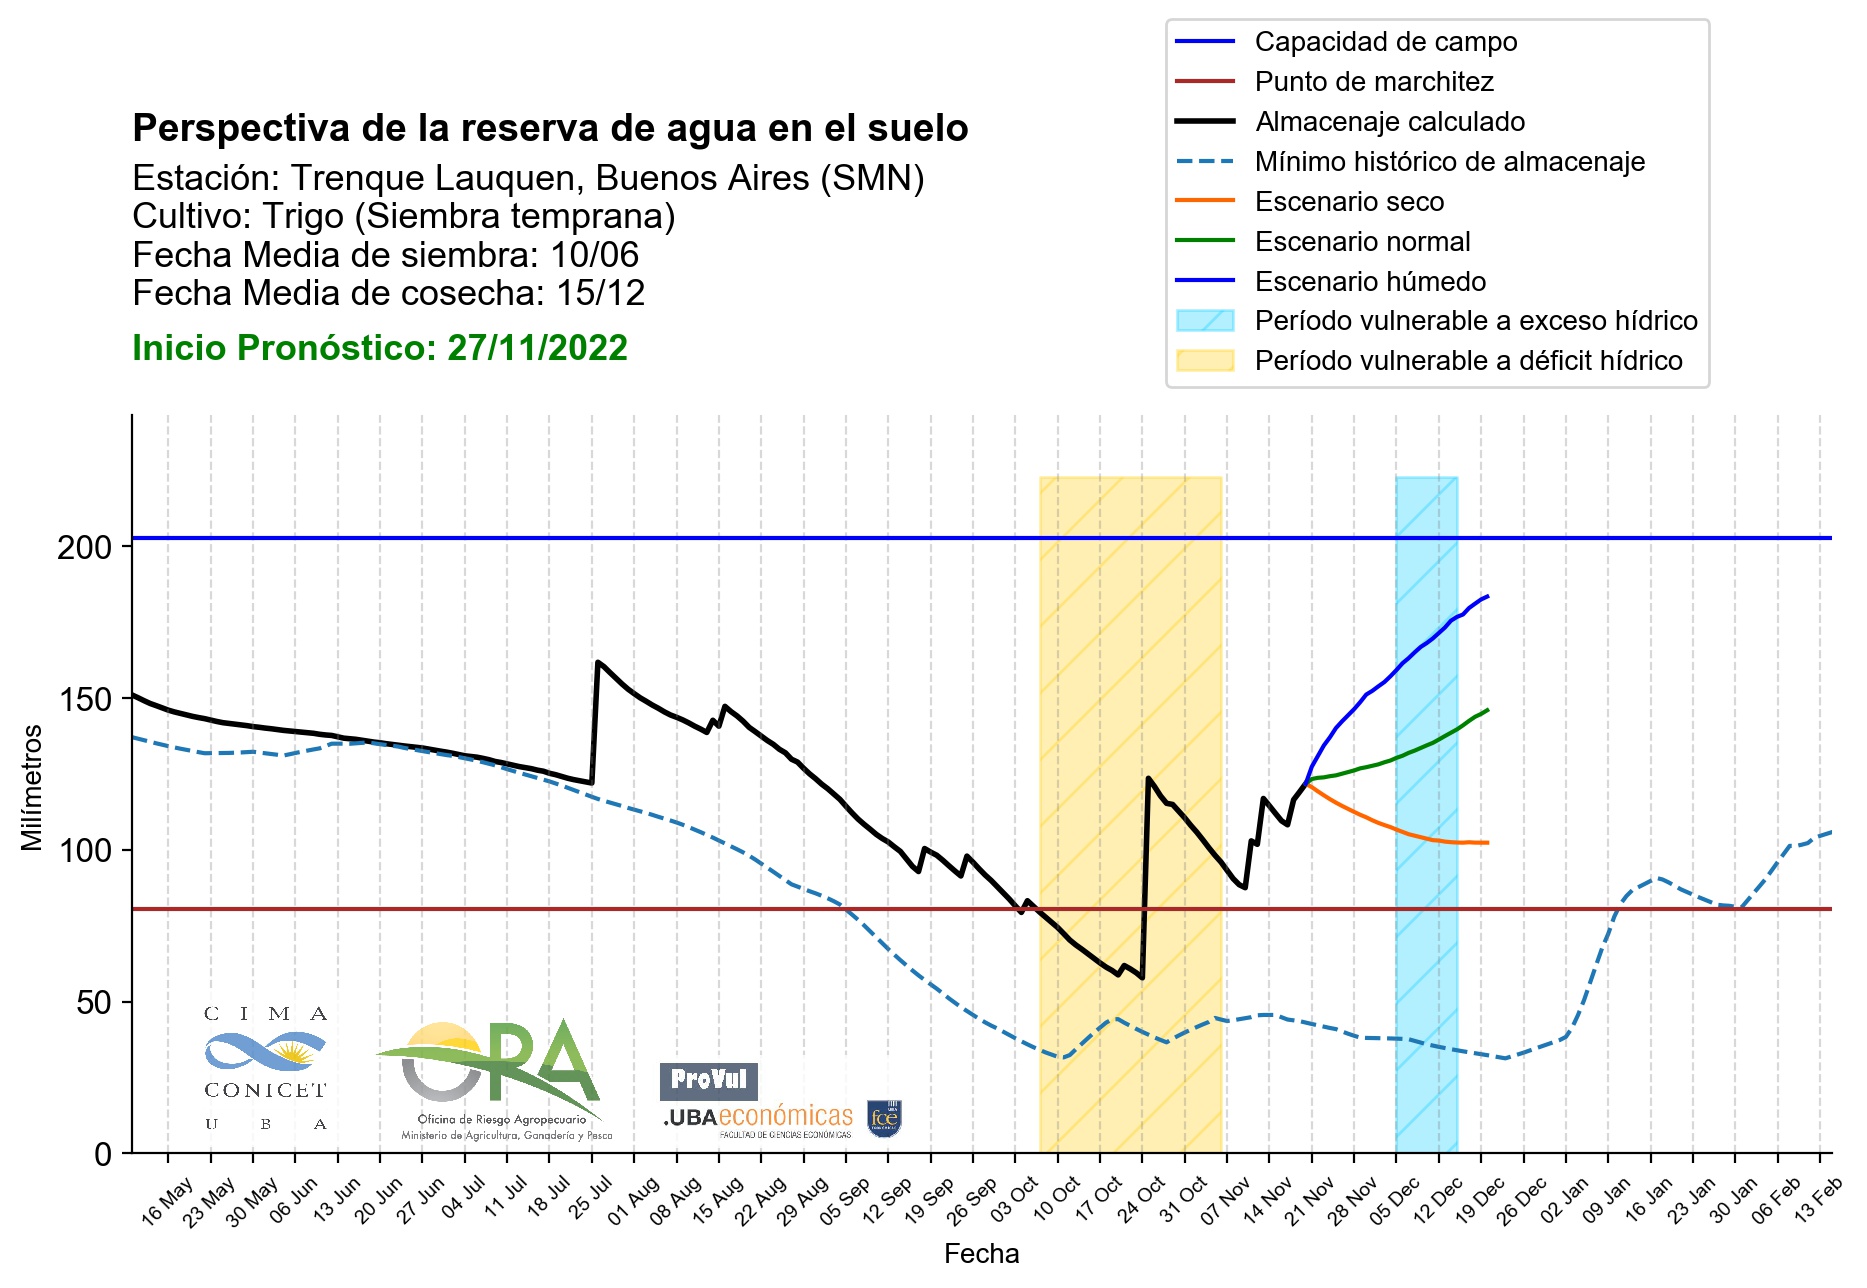 Capacidad de campo
Punto de marchitez
Almacenaje calculado
Mínimo histórico de almacenaje
Escenario seco
Escenario normal
Escenario húmedo
Período vulnerable a exceso hídrico
Período vulnerable a déficit hídrico
Perspectiva de la reserva de agua en el suelo
Estación: Trenque Lauquen, Buenos Aires (SMN)
Cultivo: Trigo (Siembra temprana)
Fecha Media de siembra: 10/06
Fecha Media de cosecha: 15/12
Inicio Pronóstico: 27/11/2022
200
150
100
50
0
Milímetros
CIMA
CONICET
UBA
ORA
Oficina de Riesgo Agropecuario
Ministerio de Agricultura, Ganadería y Pesca
ProVul
.UBAeconómicas
FACULTAD DE CIENCIAS ECONÓMICAS
UBA
fce
16 May
23 May
30 May
06 Jun
13 Jun
20 Jun
27 Jun
04 Jul
11 Jul
18 Jul
25 Jul
01 Aug
08 Aug
15 Aug
22 Aug
29 Aug
05 Sep
12 Sep
19 Sep
26 Sep
03 Oct
10 Oct
17 Oct
24 Oct
31 Oct
07 Nov
14 Nov
21 Nov
28 Nov
05 Dec
12 Dec
19 Dec
26 Dec
02 Jan
09 Jan
16 Jan
23 Jan
30 Jan
06 Feb
13 Feb
Fecha